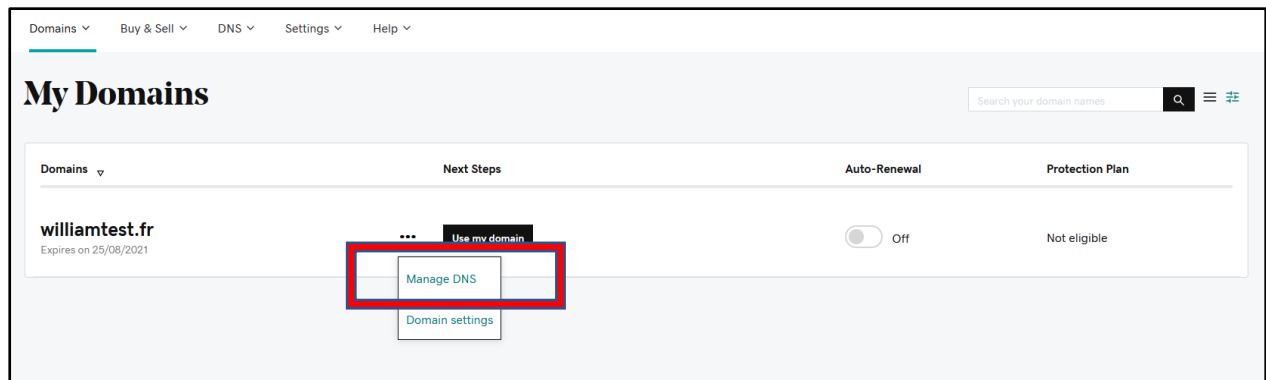 Domains Buy & Sell DNS Settings Help
My Domains
Search your domain names
Domains Next Steps Auto-Renewal Protection Plan
williamtest.fr ••• Use my domain Off Not eligible
Expires on 25/08/2021
Manage DNS
Domain settings